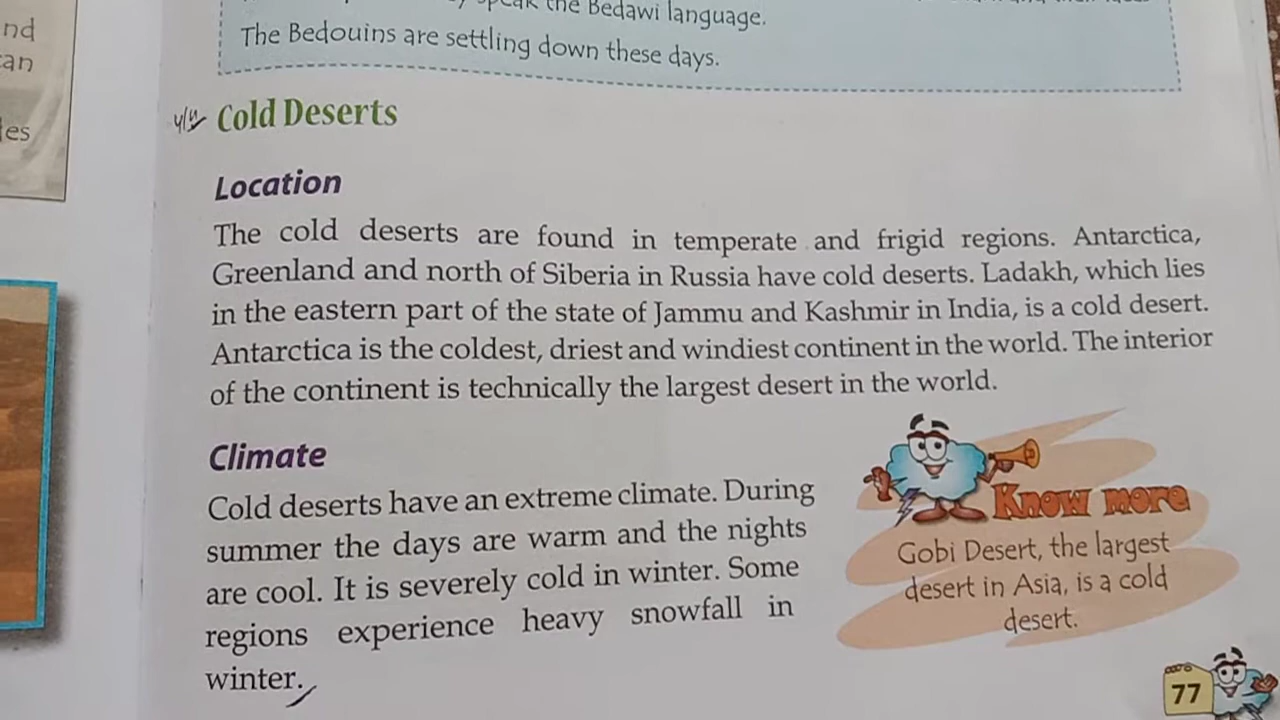 nd
an
les
speak the Bedawi language.
The Bedouins are settling down these days.
Cold Deserts
Location
The cold deserts are found in temperate and frigid regions. Antarctica,
Greenland and north of Siberia in Russia have cold deserts. Ladakh, which lies
in the eastern part of the state of Jammu and Kashmir in India, is a cold desert.
Antarctica is the coldest, driest and windiest continent in the world. The interior
of the continent is technically the largest desert in the world.
Climate
Cold deserts have an extreme climate. During
summer the days are warm and the nights
are cool. It is severely cold in winter. Some
regions experience heavy snowfall in
winter.
Know more
Gobi Desert, the largest
desert in Asia, is a cold
desert.
77